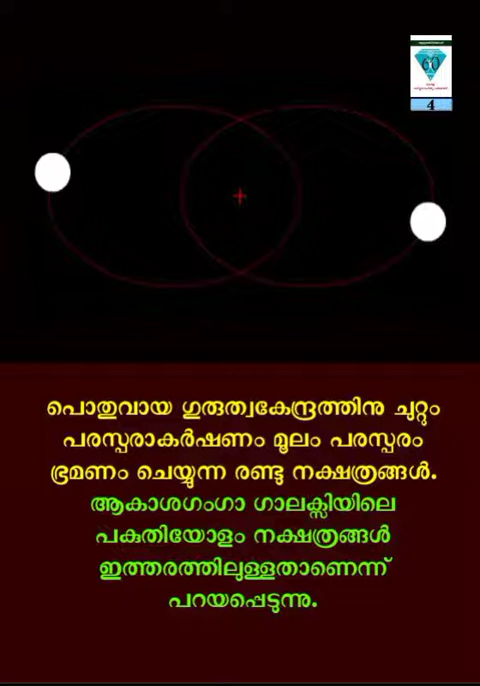 60
4
പൊതുവായ ഗുരുത്വകേന്ദ്രത്തിനു ചുറ്റും
പരസ്പരാകർഷണം മൂലം പരസ്പരം
ഭ്രമണം ചെയ്യുന്ന രണ്ടു നക്ഷത്രങ്ങൾ.
ആകാശഗംഗാ ഗാലക്സിയിലെ
പകുതിയോളം നക്ഷത്രങ്ങൾ
ഇത്തരത്തിലുള്ളതാണെന്ന്
പറയപ്പെടുന്നു.